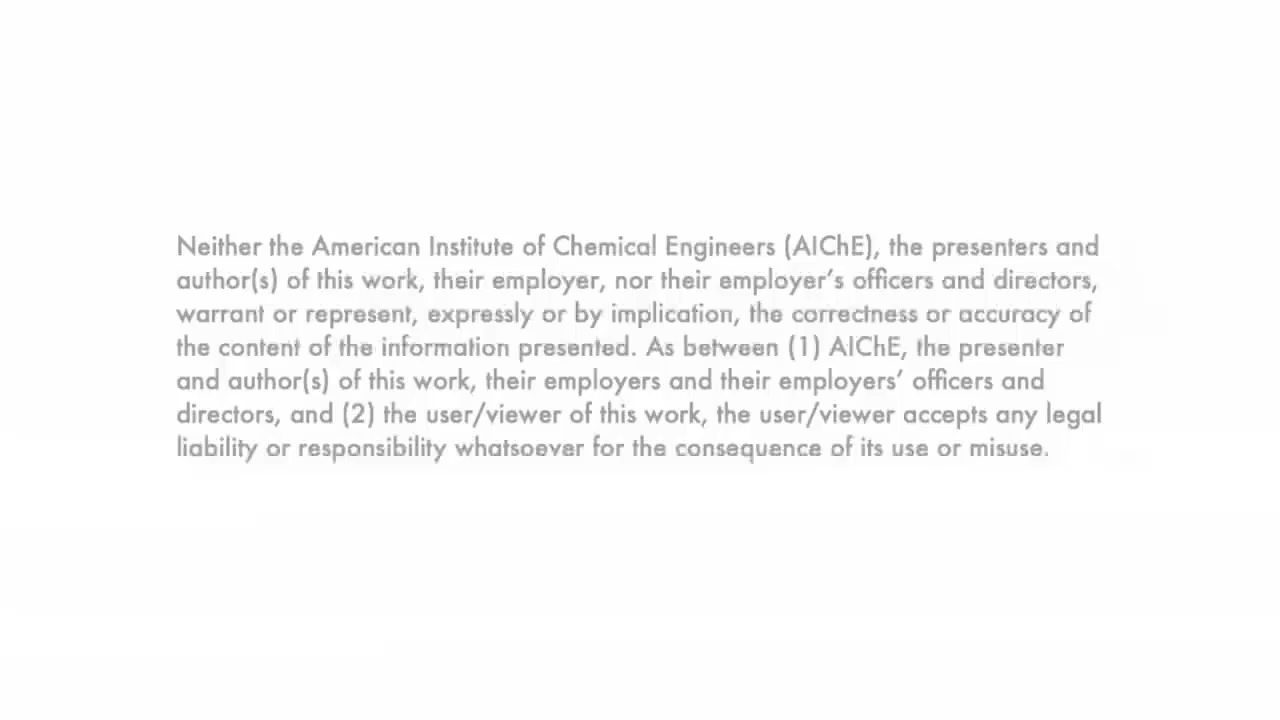 Neither the American Institute of Chemical Engineers (AIChE), the presenters and
author(s) of this work, their employer, nor their employer’s officers and directors,
warrant or represent, expressly or by implication, the correctness or accuracy of
the content of the information presented. As between (1) AIChE, the presenter
and author(s) of this work, their employers and their employers’ officers and
directors, and (2) the user/viewer of this work, the user/viewer accepts any legal
liability or responsibility whatsoever for the consequence of its use or misuse.